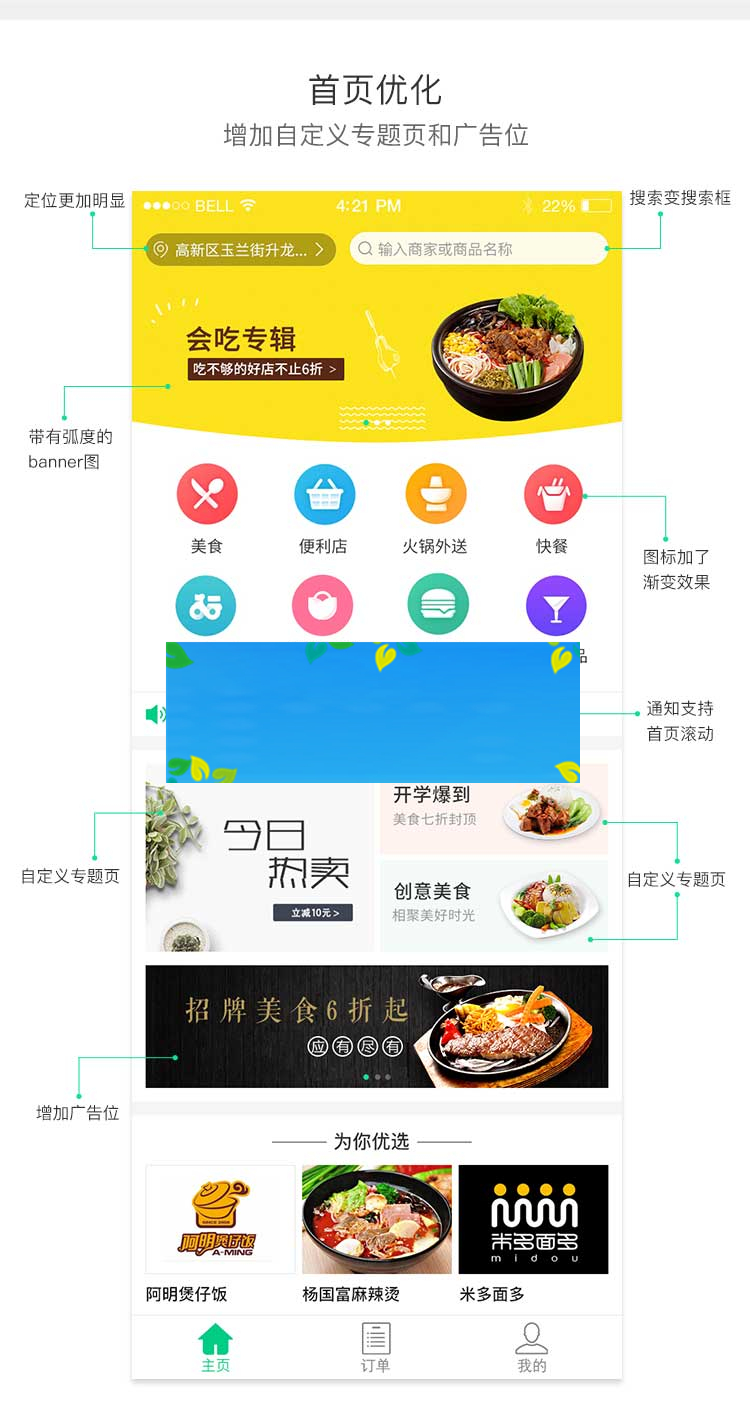 首页优化
增加自定义专题页和广告位
定位更加明显
BELL
4:21 PM
22%
搜索变搜索框
高新区玉兰街升龙... >
输入商家或商品名称
会吃专辑
吃不够的好店不止6折 >
带有弧度的
banner图
美食
便利店
火锅外送
快餐
图标加了
渐变效果
品
通知支持
首页滚动
今日
热卖
立减10元 >
开学爆到
美食七折封顶
自定义专题页
自定义专题页
创意美食
相聚美好时光
招牌美食6折起
应有尽有
增加广告位
为你优选
SINCE 2008
阿明煲仔饭
A-MING
米多面多
midou
阿明煲仔饭
杨国富麻辣烫
米多面多
主页
订单
我的